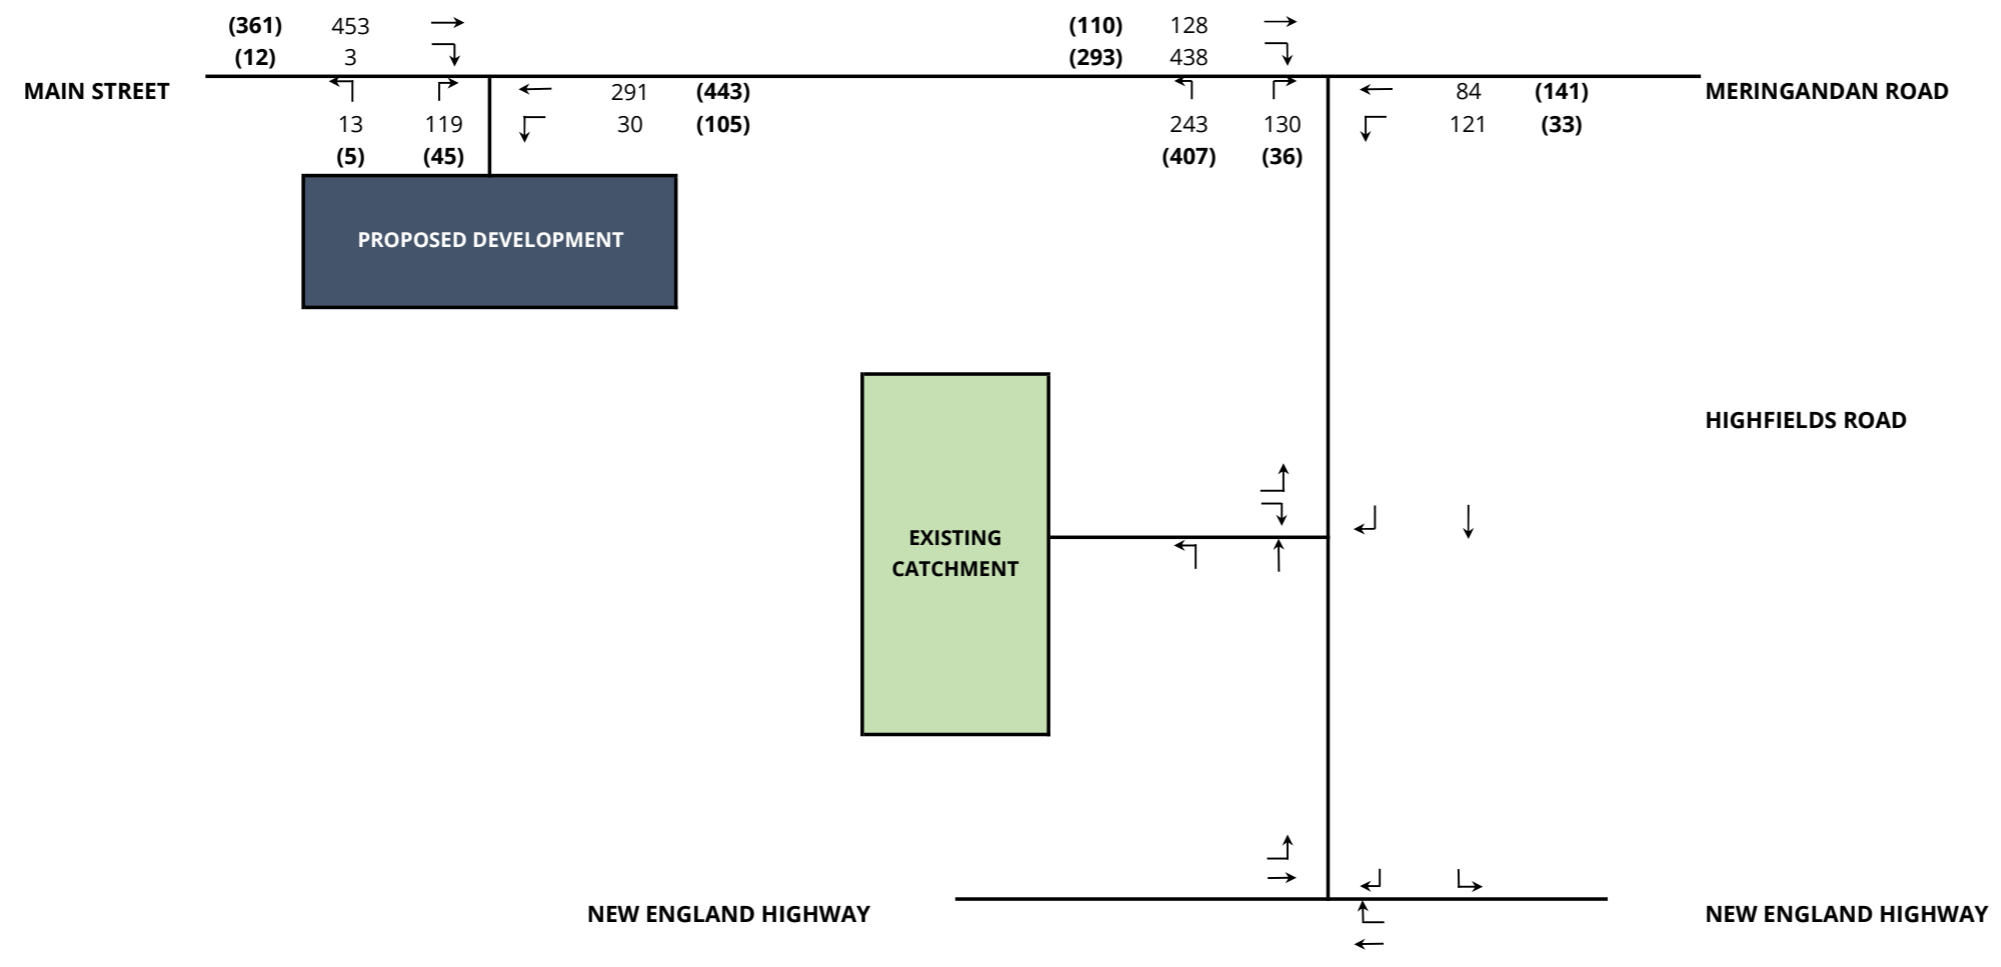 (361) 453 (110) 128
(12) 3 (293) 438
MAIN STREET 291 (443) 84 (141) MERINGANDAN ROAD
13 119 30 (105) 243 130 121 (33)
(5) (45) (407) (36)
PROPOSED DEVELOPMENT
HIGHFIELDS ROAD
EXISTING
CATCHMENT
NEW ENGLAND HIGHWAY NEW ENGLAND HIGHWAY